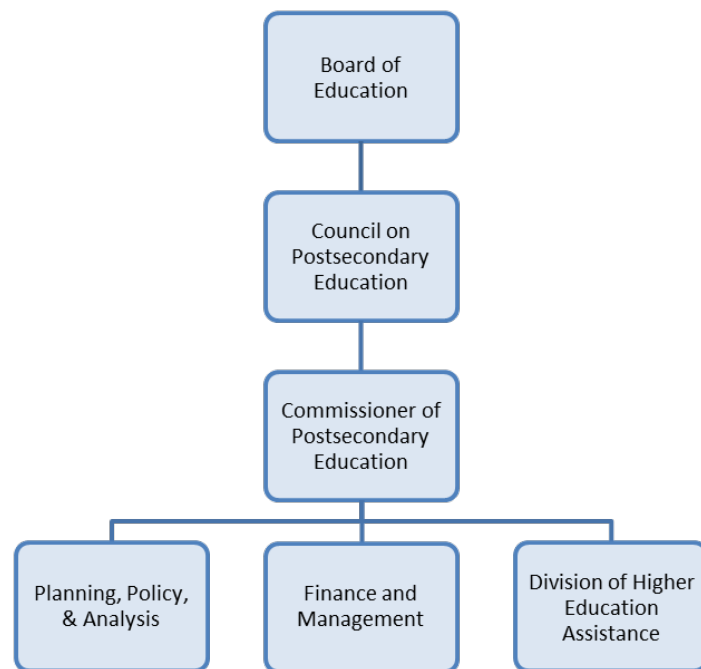 Board of
Education
Council on
Postsecondary
Education
Commissioner of
Postsecondary
Education
Planning, Policy,
& Analysis
Finance and
Management
Division of Higher
Education
Assistance